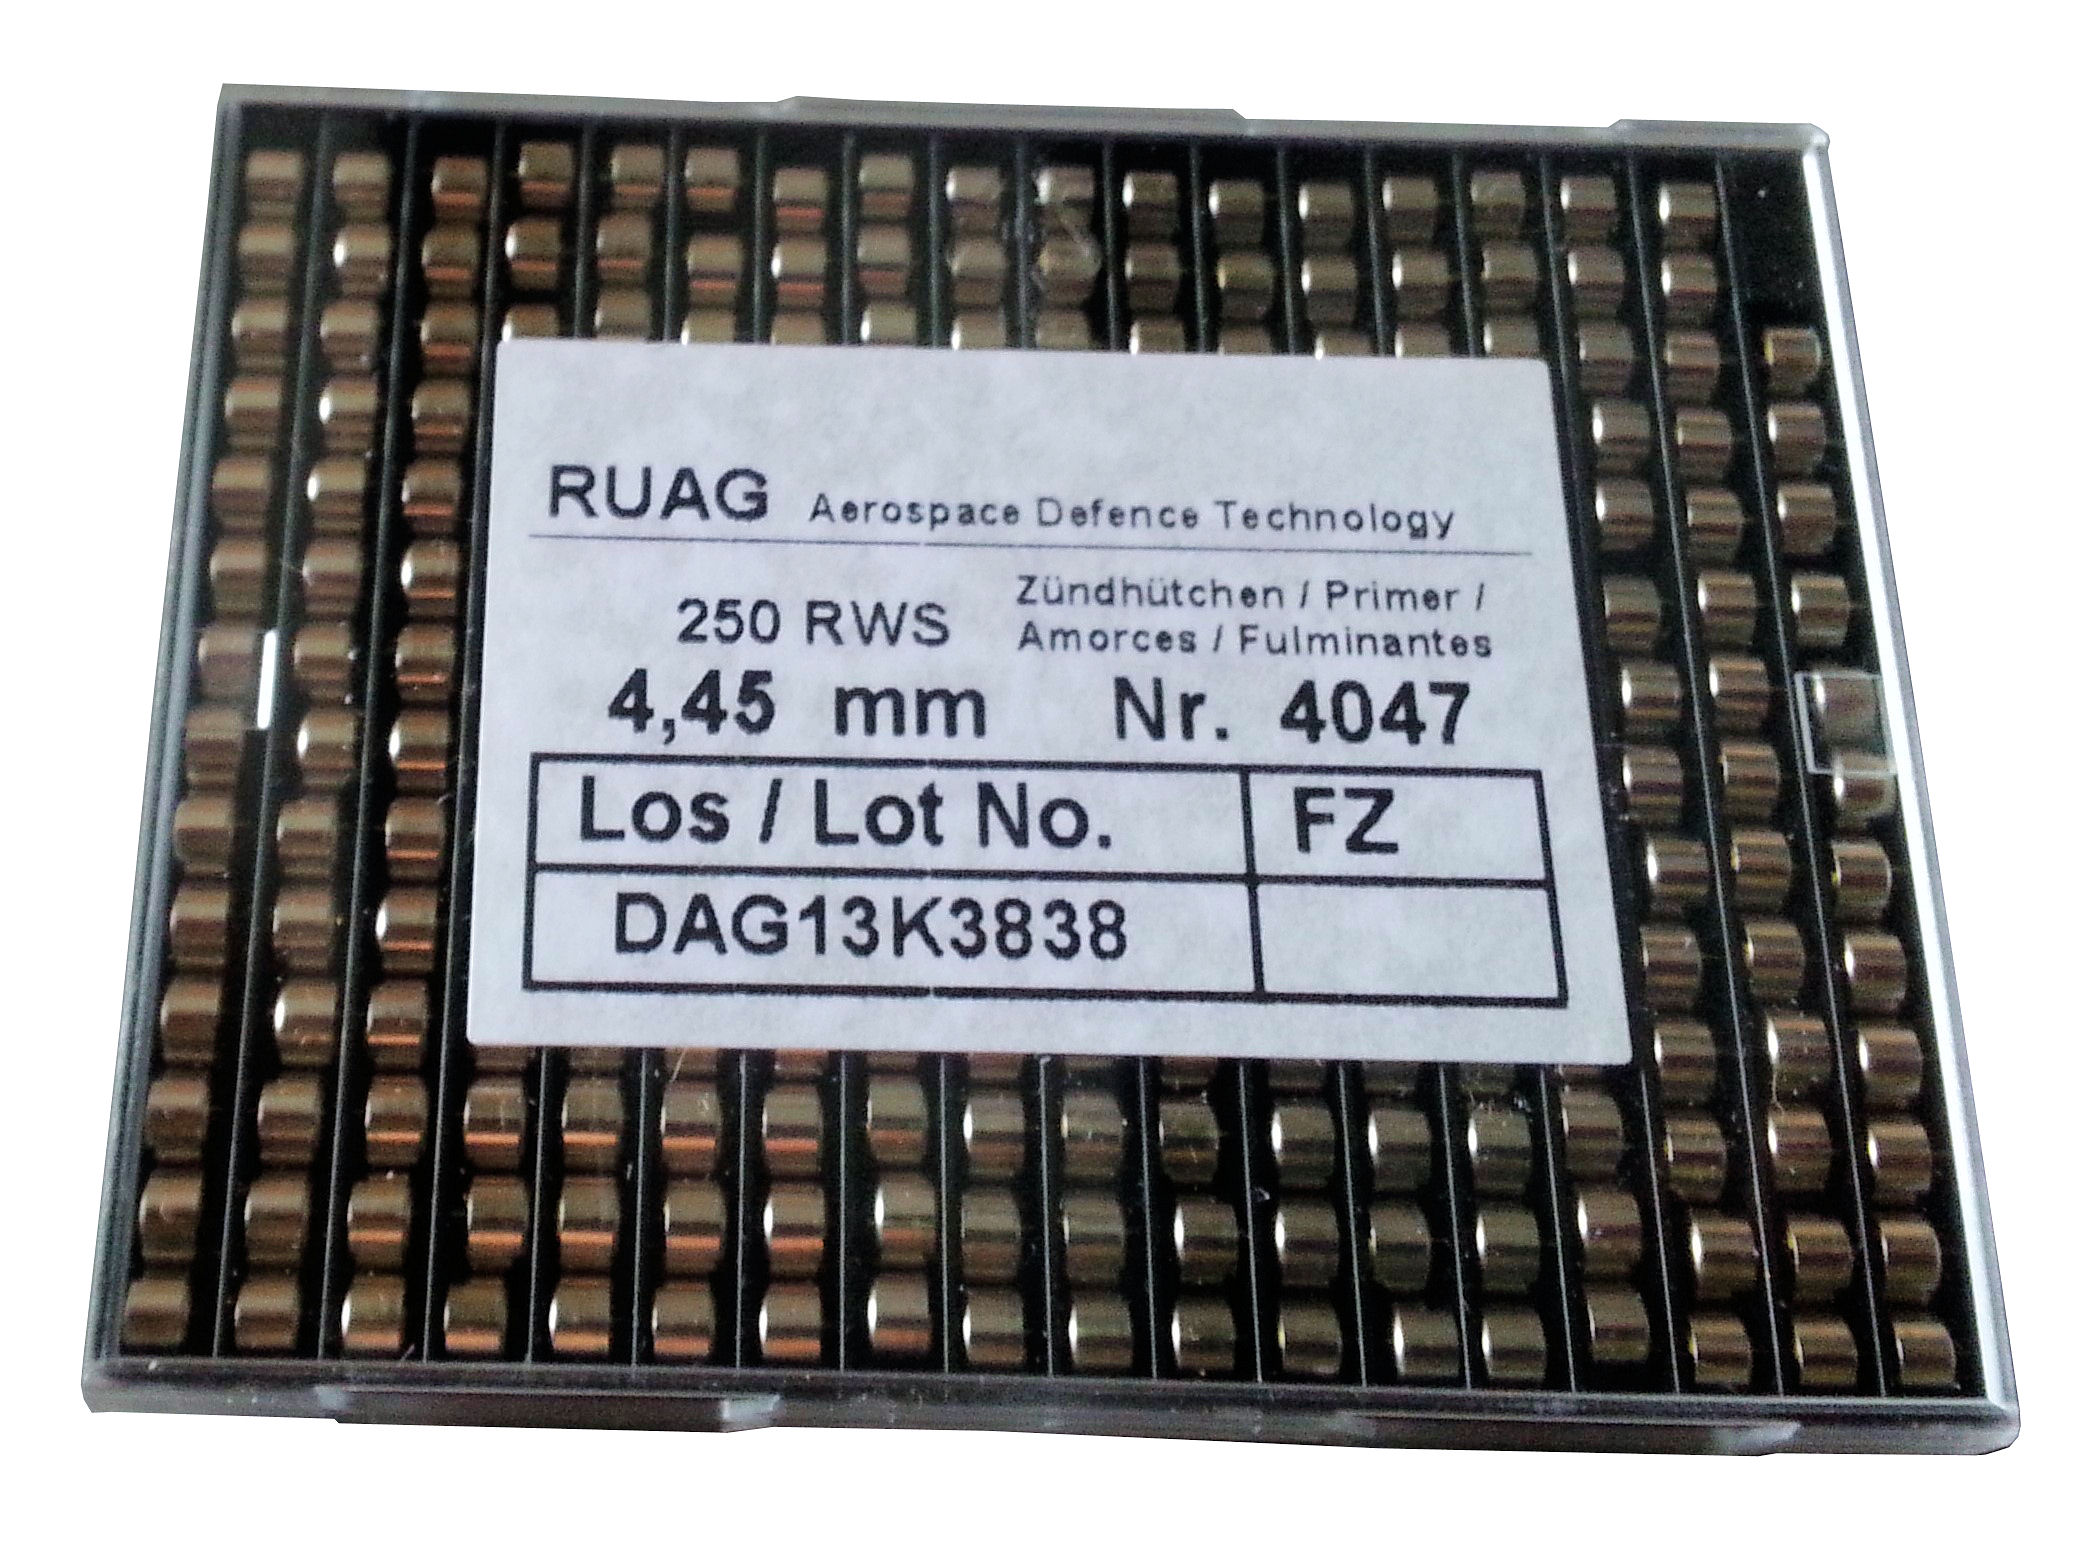 RUAG Aerospace Defence Technology
250 RWS Zündhütchen / Primer /
Amorces / Fulminantes
4,45 mm Nr. 4047
Los / Lot No. FZ
DAG13K3838